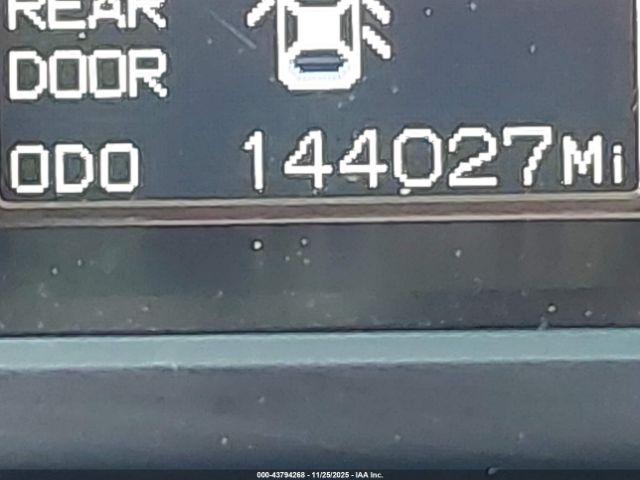 REAR
DOOR
ODO 144027Mi
000-43794268 - 11/25/2025 - IAA Inc.